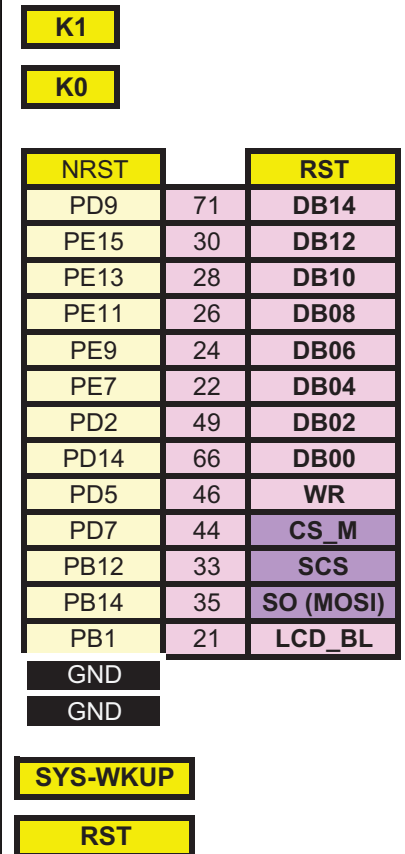 K1
K0
NRST RST
PD9 71 DB14
PE15 30 DB12
PE13 28 DB10
PE11 26 DB08
PE9 24 DB06
PE7 22 DB04
PD2 49 DB02
PD14 66 DB00
PD5 46 WR
PD7 44 CS_M
PB12 33 SCS
PB14 35 SO (MOSI)
PB1 21 LCD_BL
GND
GND
SYS-WKUP
RST